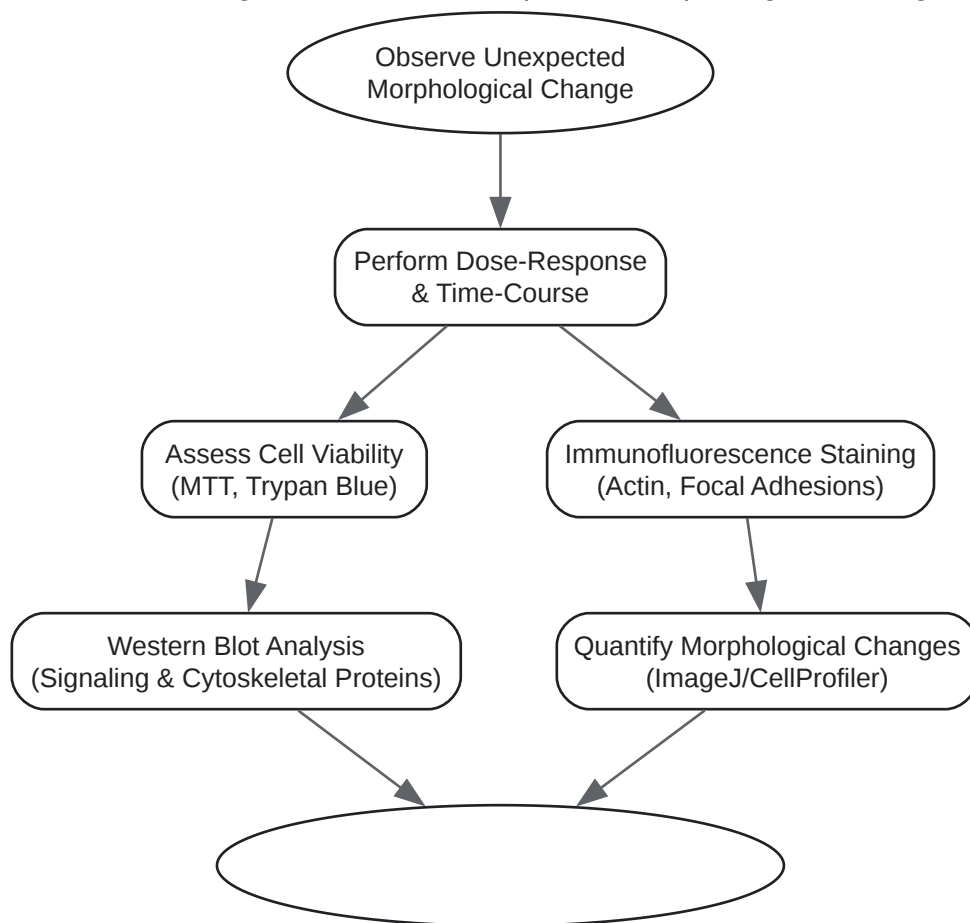 Observe Unexpected
Morphological Change
Perform Dose-Response
& Time-Course
Assess Cell Viability
(MTT, Trypan Blue)
Immunofluorescence Staining
(Actin, Focal Adhesions)
Western Blot Analysis
(Signaling & Cytoskeletal Proteins)
Quantify Morphological Changes
(ImageJ/CellProfiler)